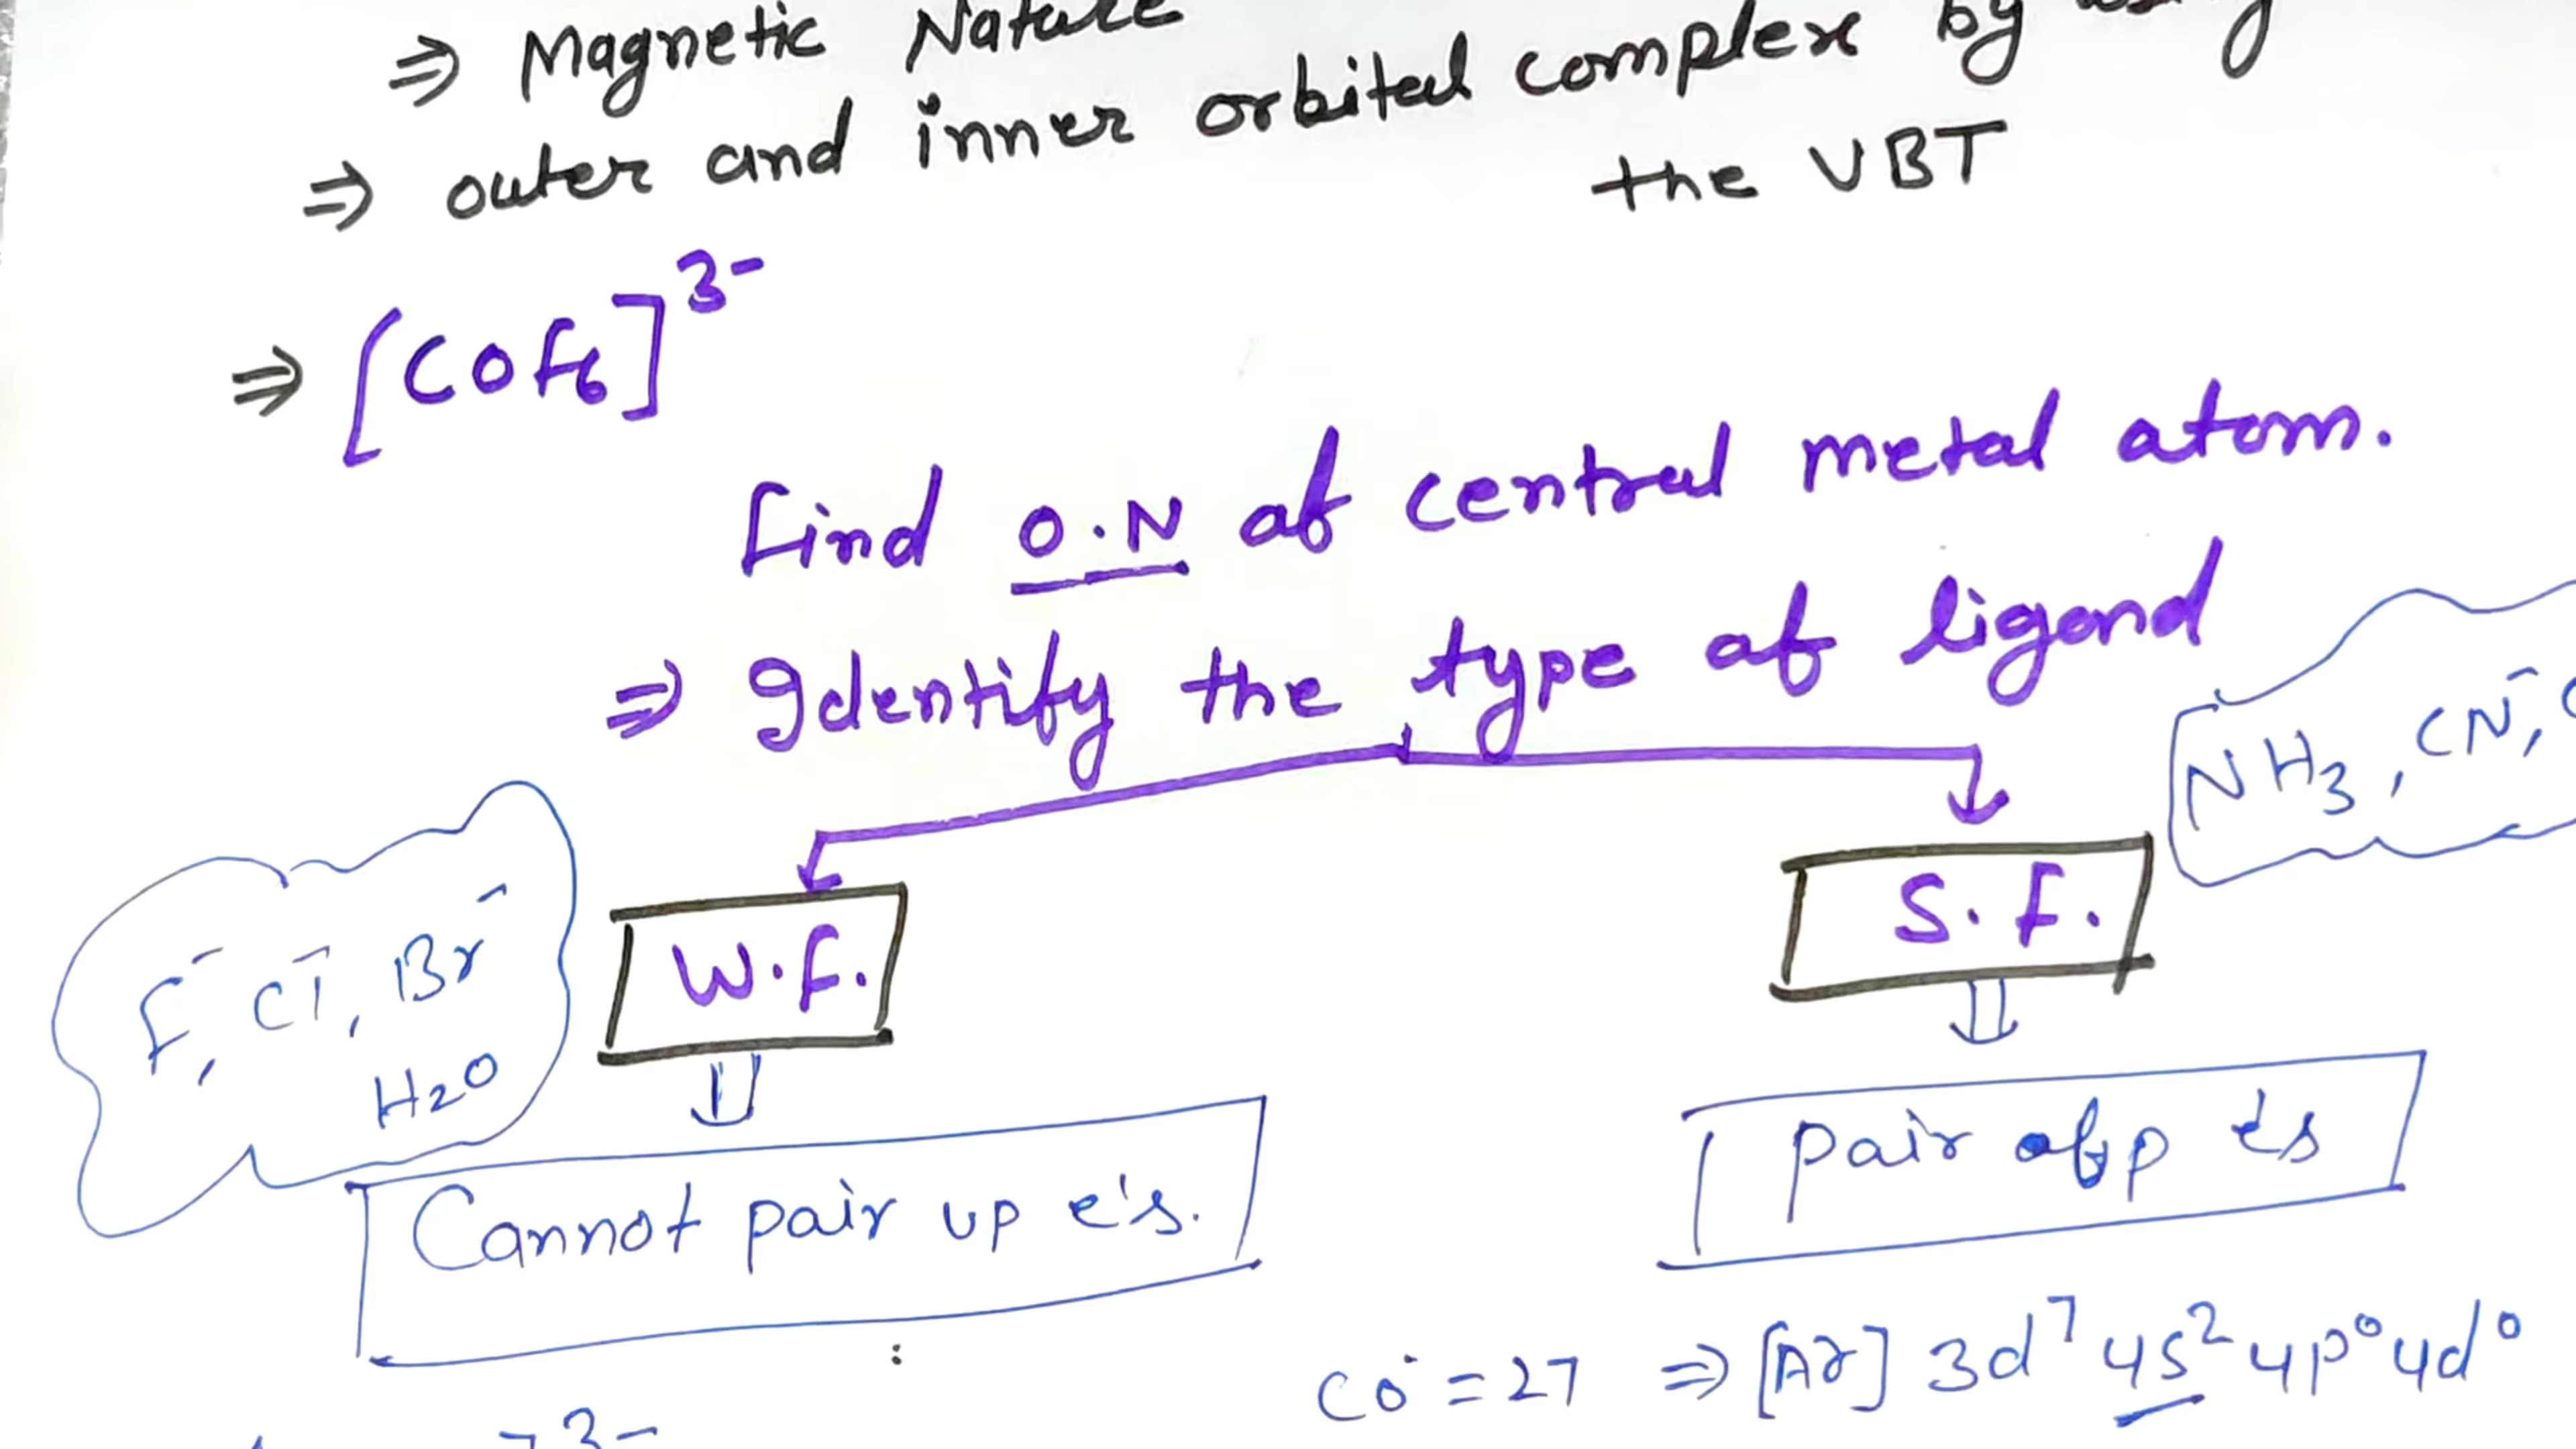 ⇒ Magnetic Nature
⇒ outer and inner orbital complex by
the VBT
⇒ [CoF6]3-
Find O.N of central metal atom.
⇒ Identify the type of ligand
NH3, CN-,
W.F.
S.F.
F-, Cl-, Br-
H2O
Cannot pair up e's.
pair up e's
Co = 27 ⇒ [Ar] 3d7 4s2 4p0 4d0
]3-